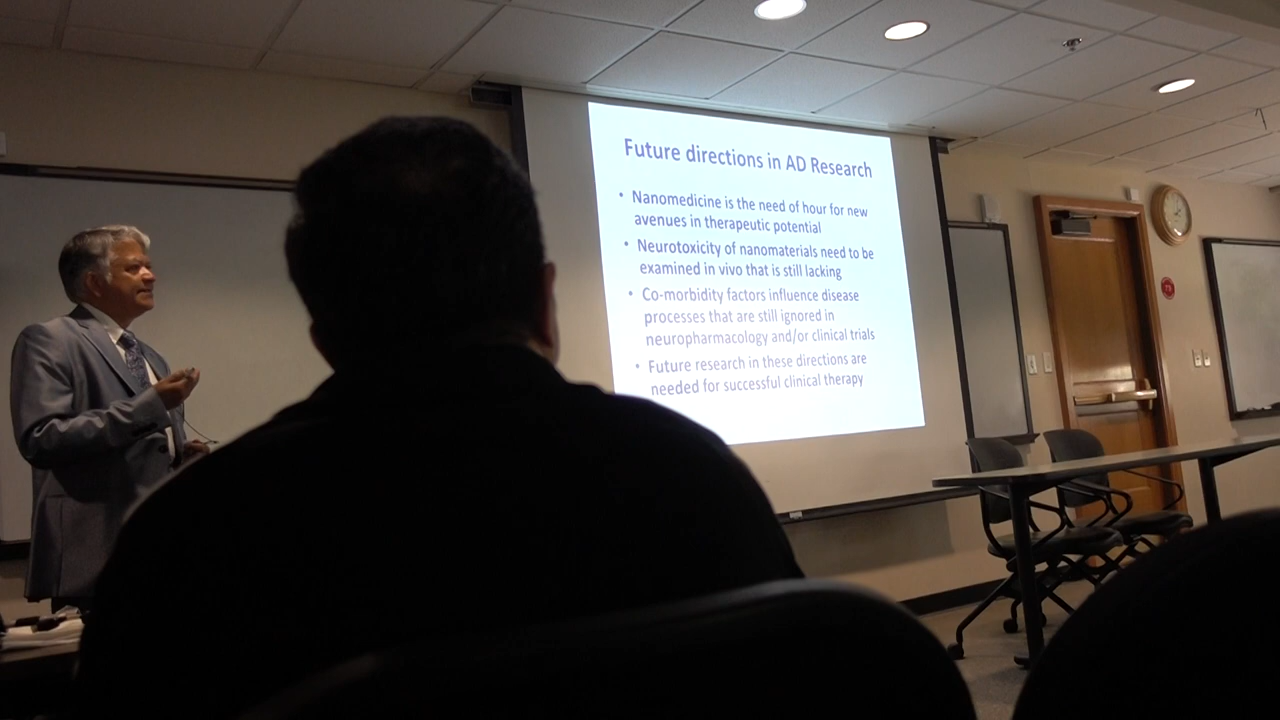 Future directions in AD Research
• Nanomedicine is the need of hour for new
avenues in therapeutic potential
• Neurotoxicity of nanomaterials need to be
examined in vivo that is still lacking
• Co-morbidity factors influence disease
processes that are still ignored in
neuropharmacology and/or clinical trials
• Future research in these directions are
needed for successful clinical therapy